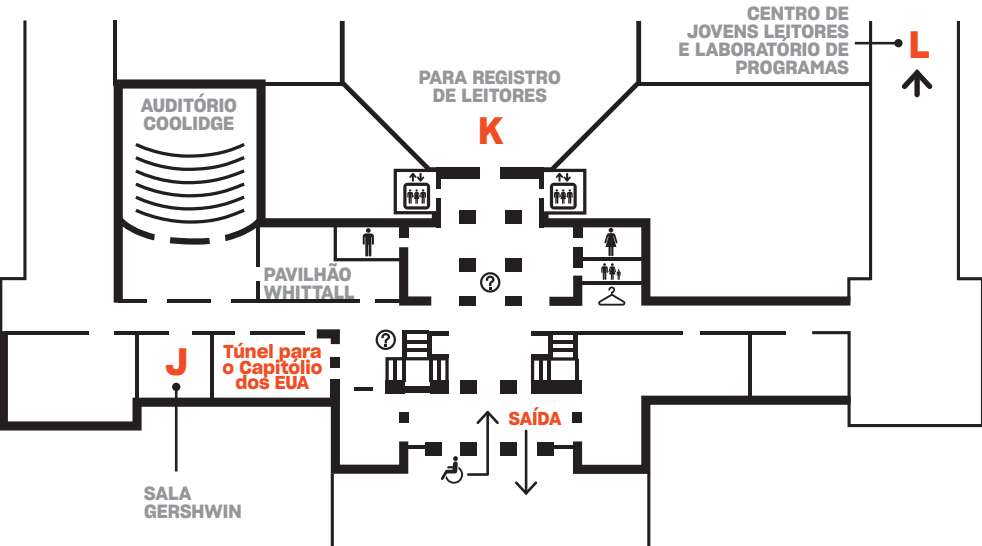 CENTRO DE
JOVENS LEITORES
E LABORATÓRIO DE
PROGRAMAS
L
PARA REGISTRO
DE LEITORES
K
AUDITÓRIO
COOLIDGE
PAVILHÃO
WHITTALL
?
?
J
Túnel para
o Capitólio
dos EUA
SAÍDA
SALA
GERSHWIN